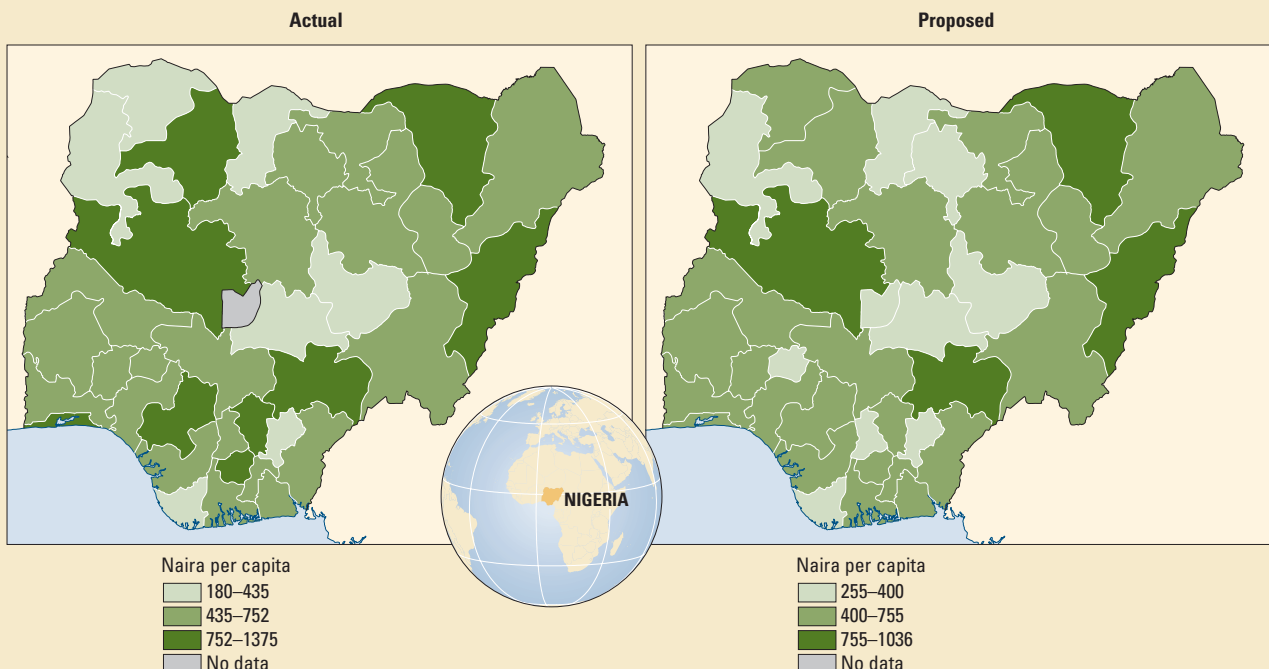 Actual
Proposed
NIGERIA
Naira per capita
180–435
435–752
752–1375
No data
Naira per capita
255–400
400–755
755–1036
No data